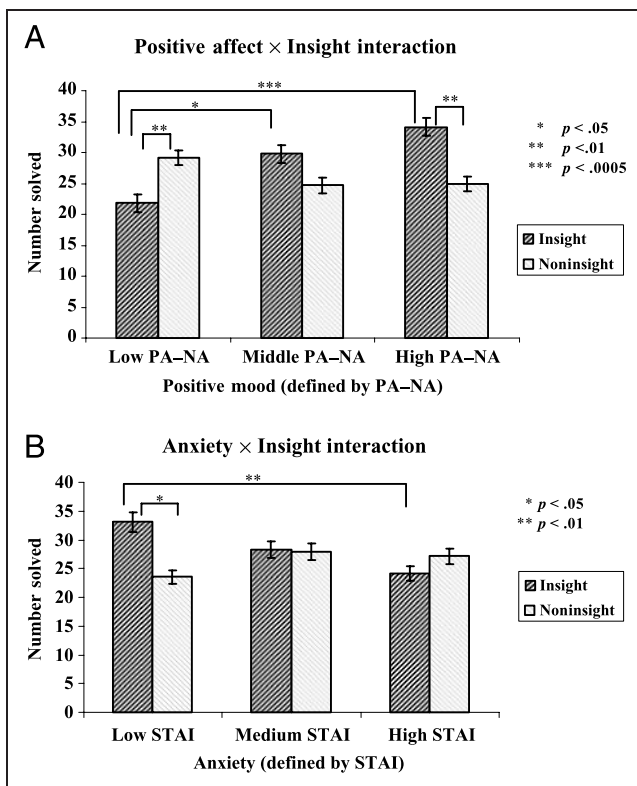 A
Positive affect × Insight interaction
40
35
30
25
20
15
10
5
0
Number solved
***
*
**
**
* p < .05
** p <.01
*** p < .0005
Insight
Noninsight
Low PA–NA Middle PA–NA High PA–NA
Positive mood (defined by PA–NA)
B
Anxiety × Insight interaction
40
35
30
25
20
15
10
5
0
Number solved
**
*
* p < .05
** p < .01
Insight
Noninsight
Low STAI Medium STAI High STAI
Anxiety (defined by STAI)